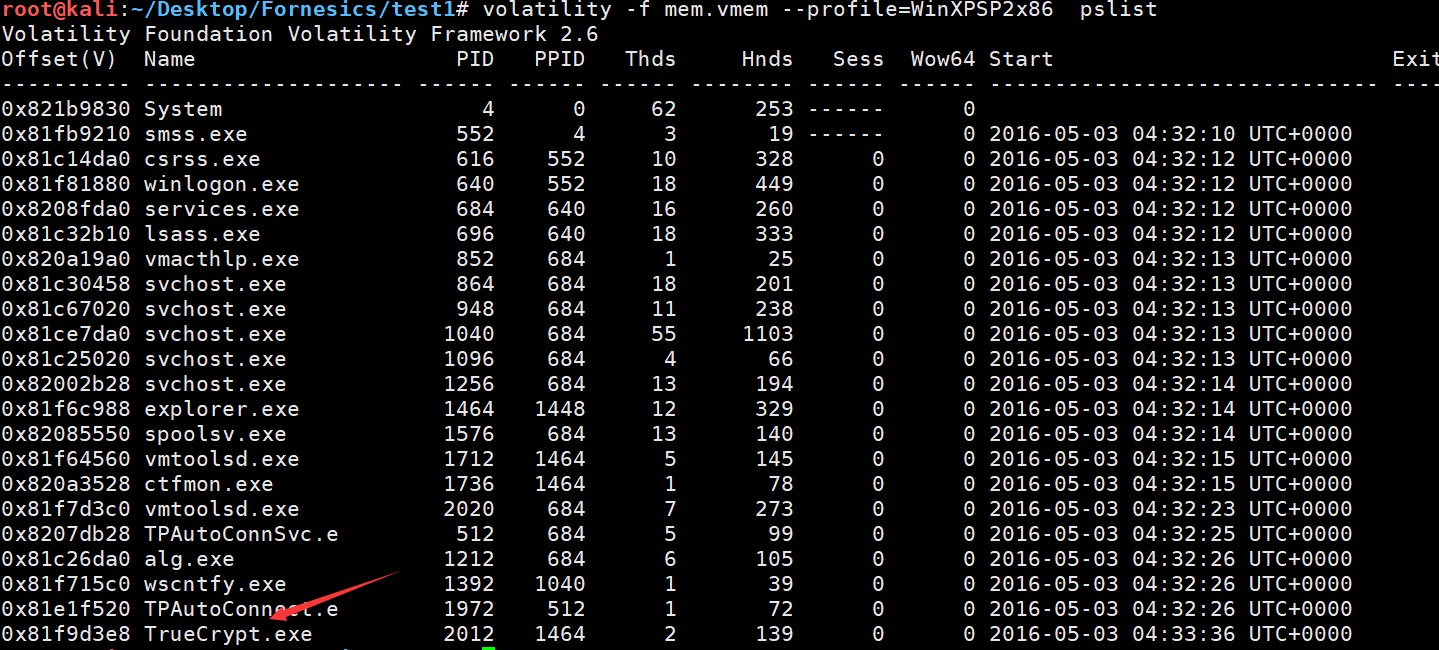 root@kali:~/Desktop/Fornesics/test1# volatility -f mem.vmem --profile=WinXPSP2x86  pslist
Volatility Foundation Volatility Framework 2.6
Offset(V)  Name                    PID   PPID   Thds     Hnds   Sess  Wow64 Start                          Exit
---------- -------------------- ------ ------ ------ -------- ------ ------ ------------------------------ ----
0x821b9830 System                    4      0     62      253 ------      0
0x81fb9210 smss.exe                552      4      3       19 ------      0 2016-05-03 04:32:10 UTC+0000
0x81c14da0 csrss.exe               616    552     10      328      0      0 2016-05-03 04:32:12 UTC+0000
0x81f81880 winlogon.exe            640    552     18      449      0      0 2016-05-03 04:32:12 UTC+0000
0x8208fda0 services.exe            684    640     16      260      0      0 2016-05-03 04:32:12 UTC+0000
0x81c32b10 lsass.exe               696    640     18      333      0      0 2016-05-03 04:32:12 UTC+0000
0x820a19a0 vmacthlp.exe            852    684      1       25      0      0 2016-05-03 04:32:13 UTC+0000
0x81c30458 svchost.exe             864    684     18      201      0      0 2016-05-03 04:32:13 UTC+0000
0x81c67020 svchost.exe             948    684     11      238      0      0 2016-05-03 04:32:13 UTC+0000
0x81ce7da0 svchost.exe            1040    684     55     1103      0      0 2016-05-03 04:32:13 UTC+0000
0x81c25020 svchost.exe            1096    684      4       66      0      0 2016-05-03 04:32:13 UTC+0000
0x82002b28 svchost.exe            1256    684     13      194      0      0 2016-05-03 04:32:14 UTC+0000
0x81f6c988 explorer.exe           1464   1448     12      329      0      0 2016-05-03 04:32:14 UTC+0000
0x82085550 spoolsv.exe            1576    684     13      140      0      0 2016-05-03 04:32:14 UTC+0000
0x81f64560 vmtoolsd.exe           1712   1464      5      145      0      0 2016-05-03 04:32:15 UTC+0000
0x820a3528 ctfmon.exe             1736   1464      1       78      0      0 2016-05-03 04:32:15 UTC+0000
0x81f7d3c0 vmtoolsd.exe           2020    684      7      273      0      0 2016-05-03 04:32:23 UTC+0000
0x8207db28 TPAutoConnSvc.e         512    684      5       99      0      0 2016-05-03 04:32:25 UTC+0000
0x81c26da0 alg.exe                1212    684      6      105      0      0 2016-05-03 04:32:26 UTC+0000
0x81f715c0 wscntfy.exe            1392   1040      1       39      0      0 2016-05-03 04:32:26 UTC+0000
0x81e1f520 TPAutoConnect.e        1972    512      1       72      0      0 2016-05-03 04:32:26 UTC+0000
0x81f9d3e8 TrueCrypt.exe          2012   1464      2      139      0      0 2016-05-03 04:33:36 UTC+0000